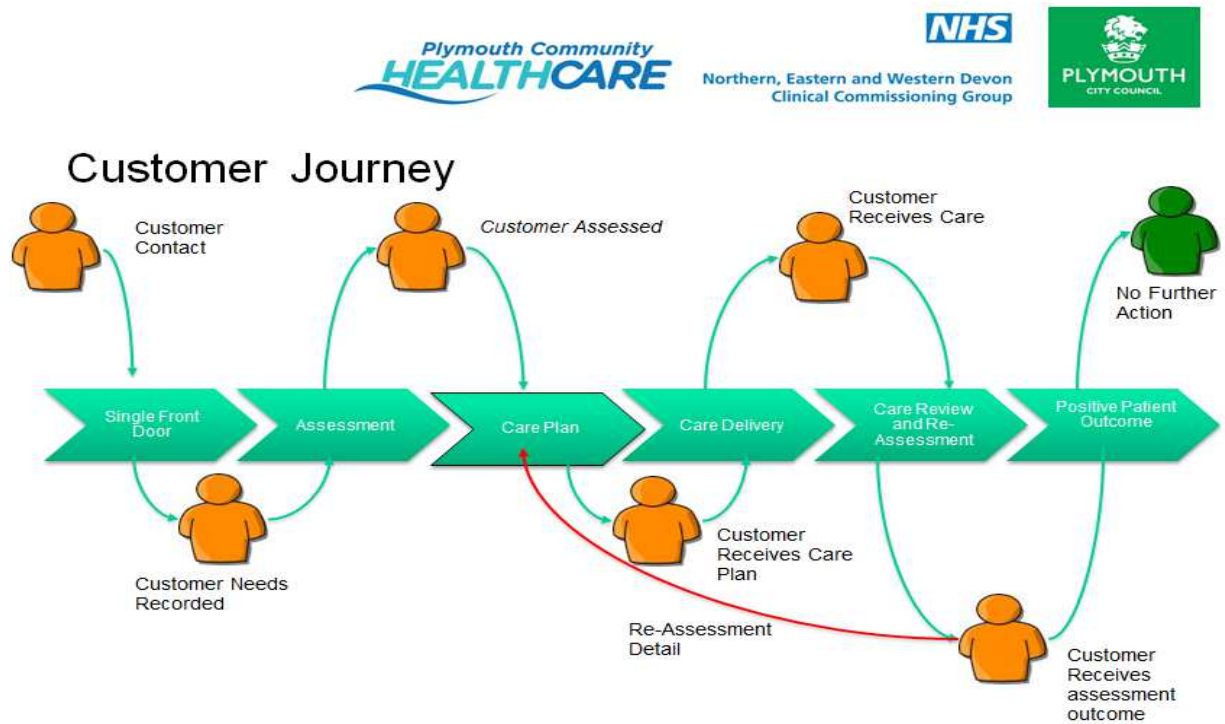 Plymouth Community
HEALTHCARE
NHS
Northern, Eastern and Western Devon
Clinical Commissioning Group
PLYMOUTH
CITY COUNCIL
Customer Journey
Customer
Contact
Customer Assessed
Customer
Receives Care
No Further
Action
Single Front
Door
Assessment
Care Plan
Care Delivery
Care Review
and Re-
Assessment
Positive Patient
Outcome
Customer Needs
Recorded
Customer
Receives Care
Plan
Re-Assessment
Detail
Customer
Receives
assessment
outcome